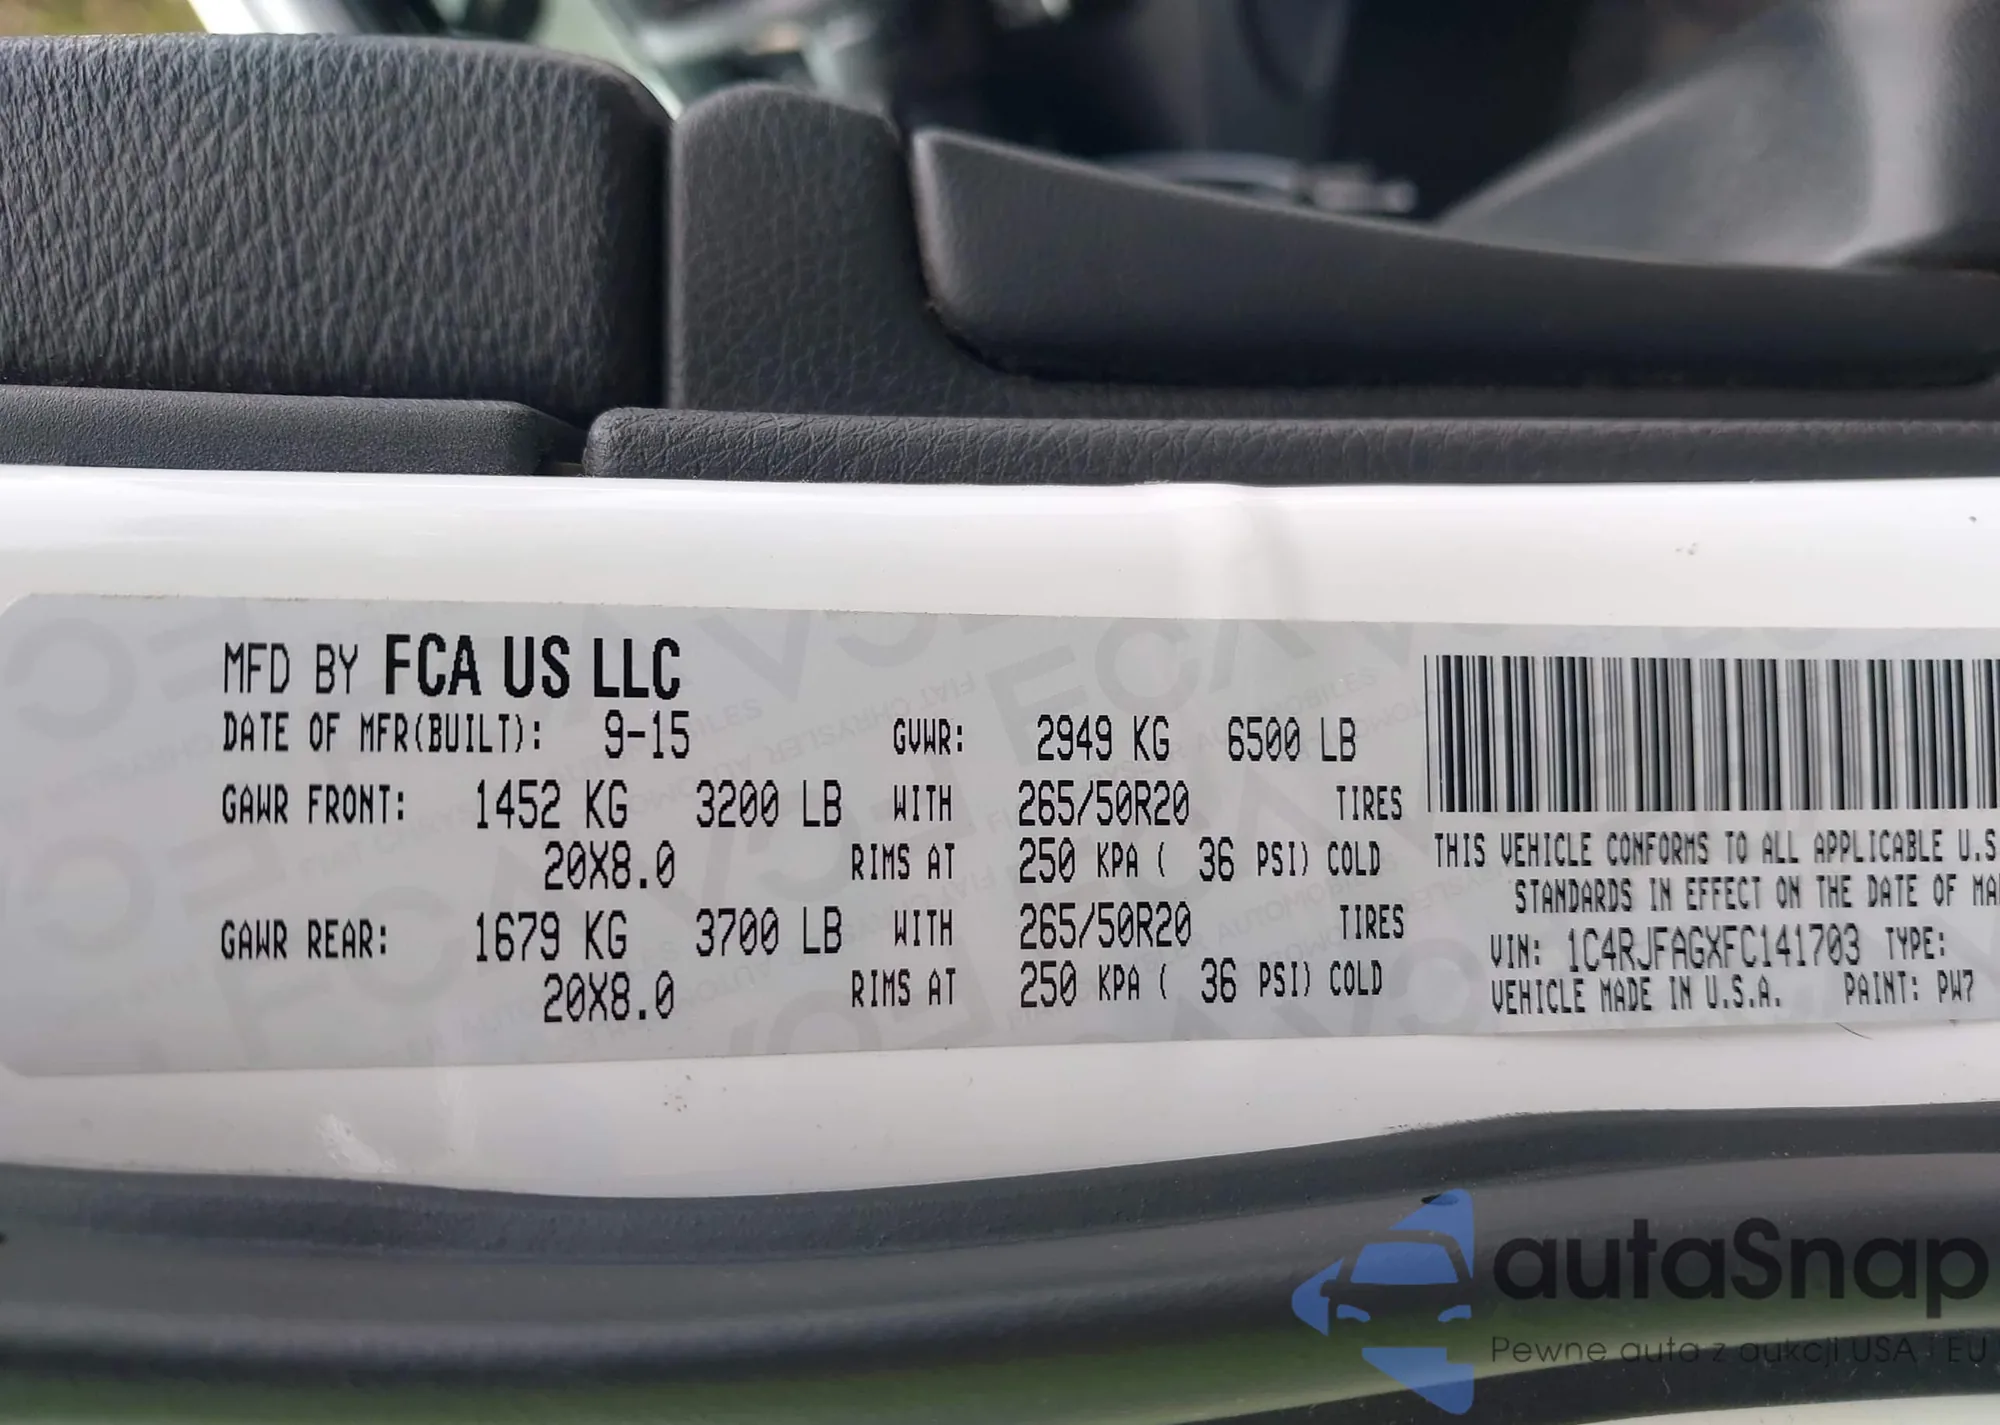 MFD BY FCA US LLC
DATE OF MFR(BUILT): 9-15 GVWR: 2949 KG 6500 LB
GAWR FRONT: 1452 KG 3200 LB WITH 265/50R20 TIRES
20X8.0 RIMS AT 250 KPA ( 36 PSI) COLD
GAWR REAR: 1679 KG 3700 LB WITH 265/50R20 TIRES
20X8.0 RIMS AT 250 KPA ( 36 PSI) COLD
THIS VEHICLE CONFORMS TO ALL APPLICABLE U.S
STANDARDS IN EFFECT ON THE DATE OF MA
VIN: 1C4RJFAGXFC141703 TYPE:
VEHICLE MADE IN U.S.A. PAINT: PW7
autaSnap
Pewne auta z aukcji USA i EU